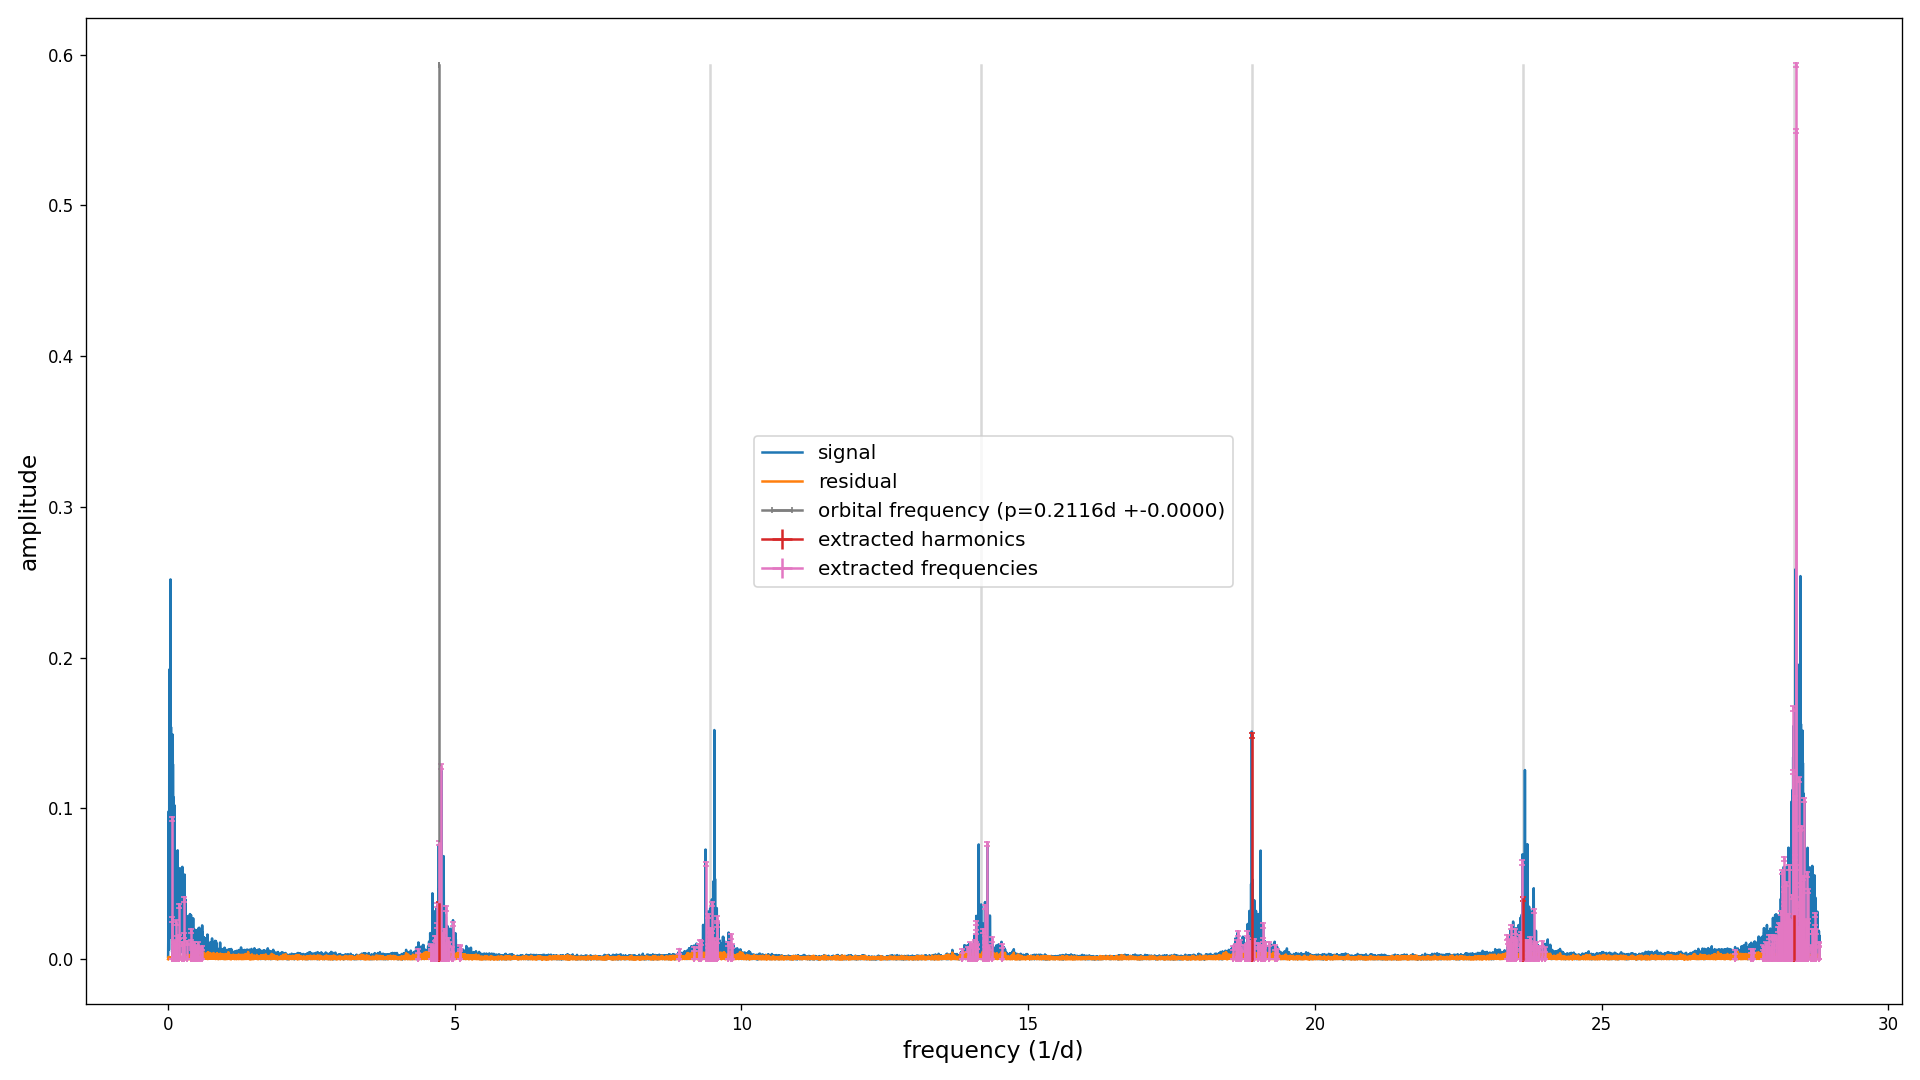 0.6
0.5
0.4
0.3
0.2
0.1
0.0
amplitude
signal
residual
orbital frequency (p=0.2116d +-0.0000)
extracted harmonics
extracted frequencies
0 5 10 15 20 25 30
frequency (1/d)